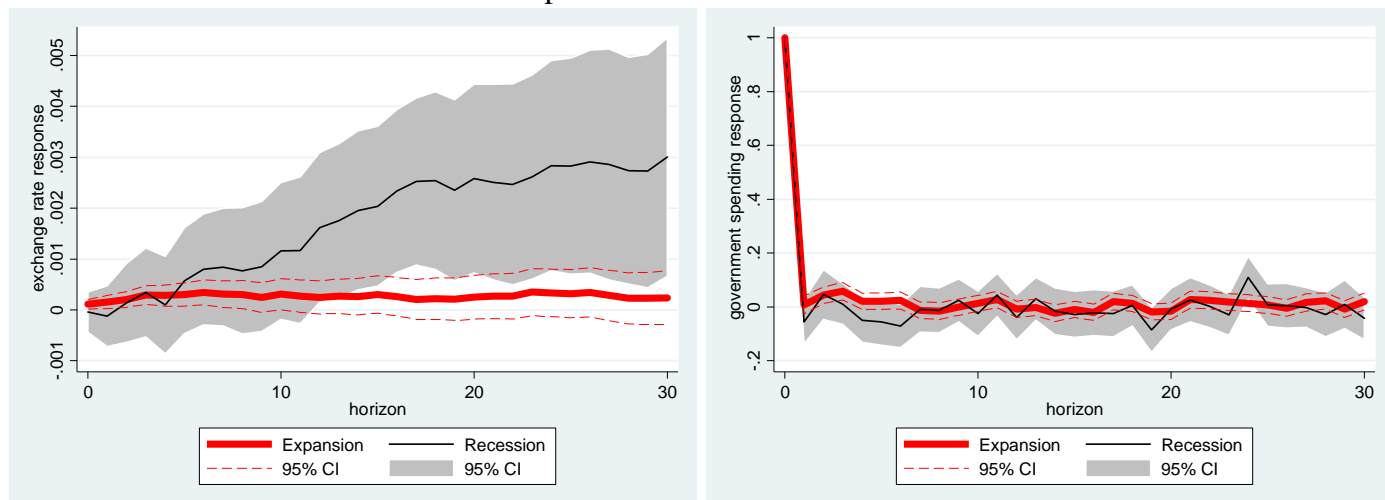 exchange rate response
.005
.004
.003
.002
.001
0
-.001
0 10 20 30
horizon
Expansion Recession
95% CI 95% CI
government spending response
1
.8
.6
.4
.2
0
-.2
0 10 20 30
horizon
Expansion Recession
95% CI 95% CI